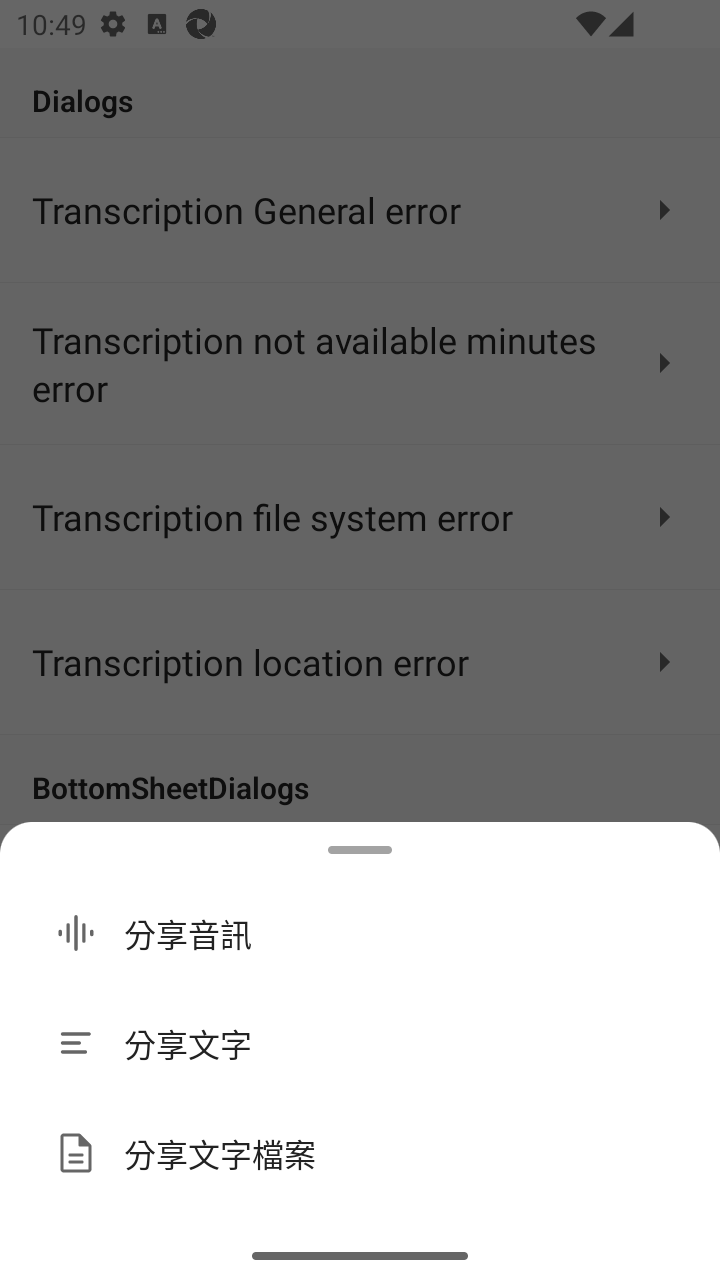 10:49
Dialogs
Transcription General error
Transcription not available minutes
error
Transcription file system error
Transcription location error
BottomSheetDialogs
分享音訊
分享文字
分享文字檔案